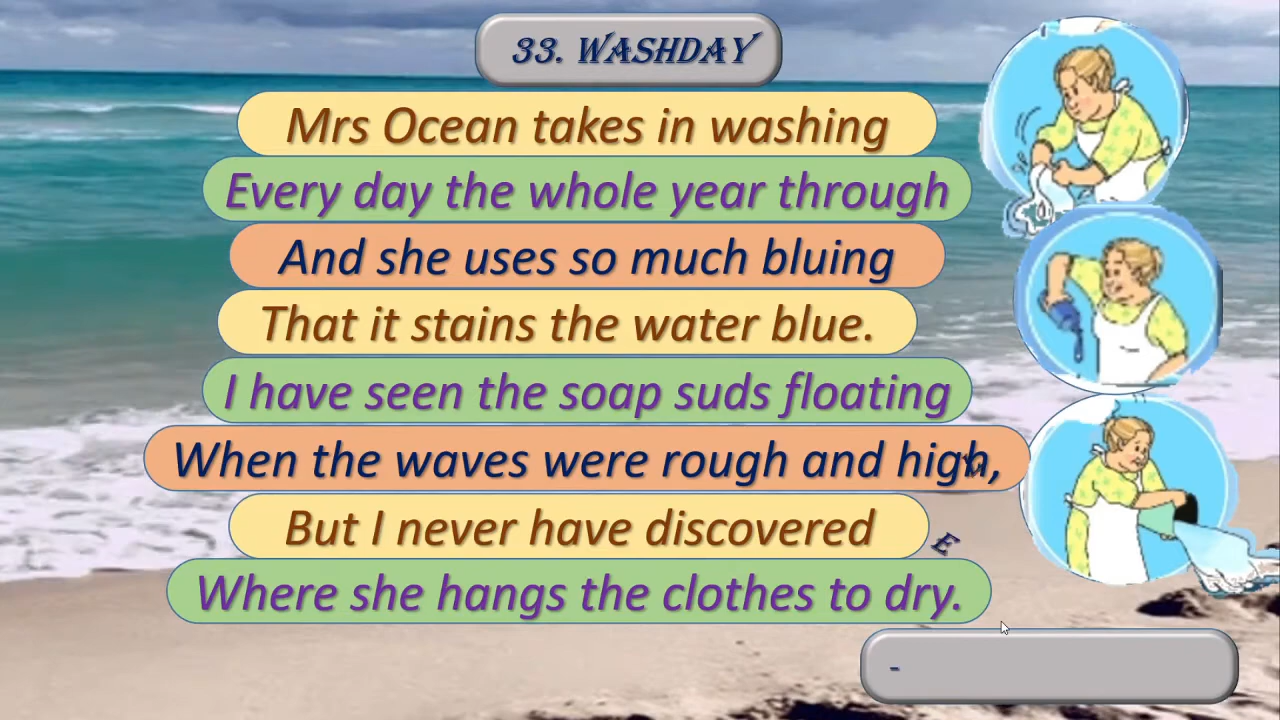 33. WASHDAY
Mrs Ocean takes in washing
Every day the whole year through
And she uses so much bluing
That it stains the water blue.
I have seen the soap suds floating
When the waves were rough and high,
But I never have discovered
E
Where she hangs the clothes to dry.
-